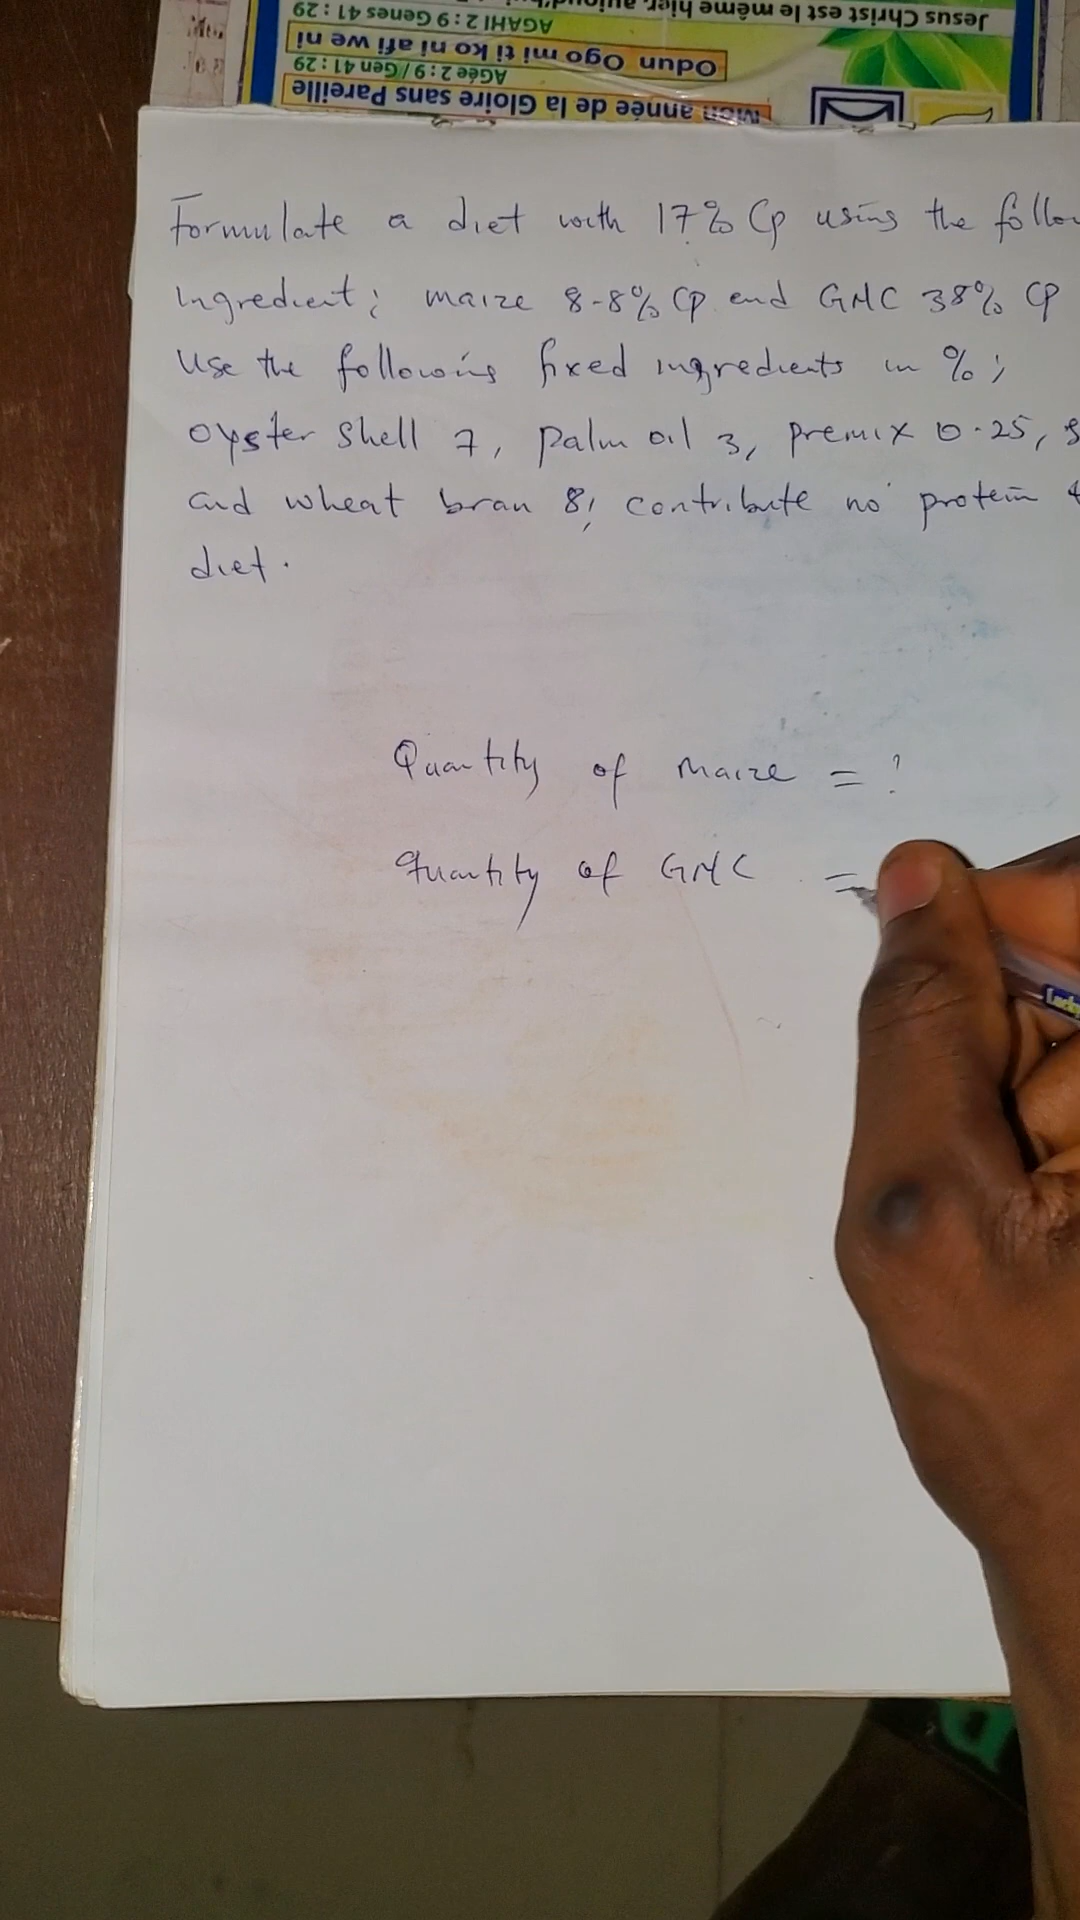 Jesus Christ est le même hier,
AGAHI 2 : 9 Genes 41 : 29
Odun Ogo mi ti ko ni afi we ni
Agée 2 : 9 / Gen 41 : 29
Mon année de la Gloire sans Pareille
Formulate a diet with 17% Cp using the
Ingredient; maize 8-8% Cp and GNC 38% CP
Use the following fixed ingredients in %;
oyster shell 7, palm oil 3, premix 0.25,
and wheat bran 8; contribute no protein
diet.
Quantity of maize = ?
Quantity of GNC =
Lucky